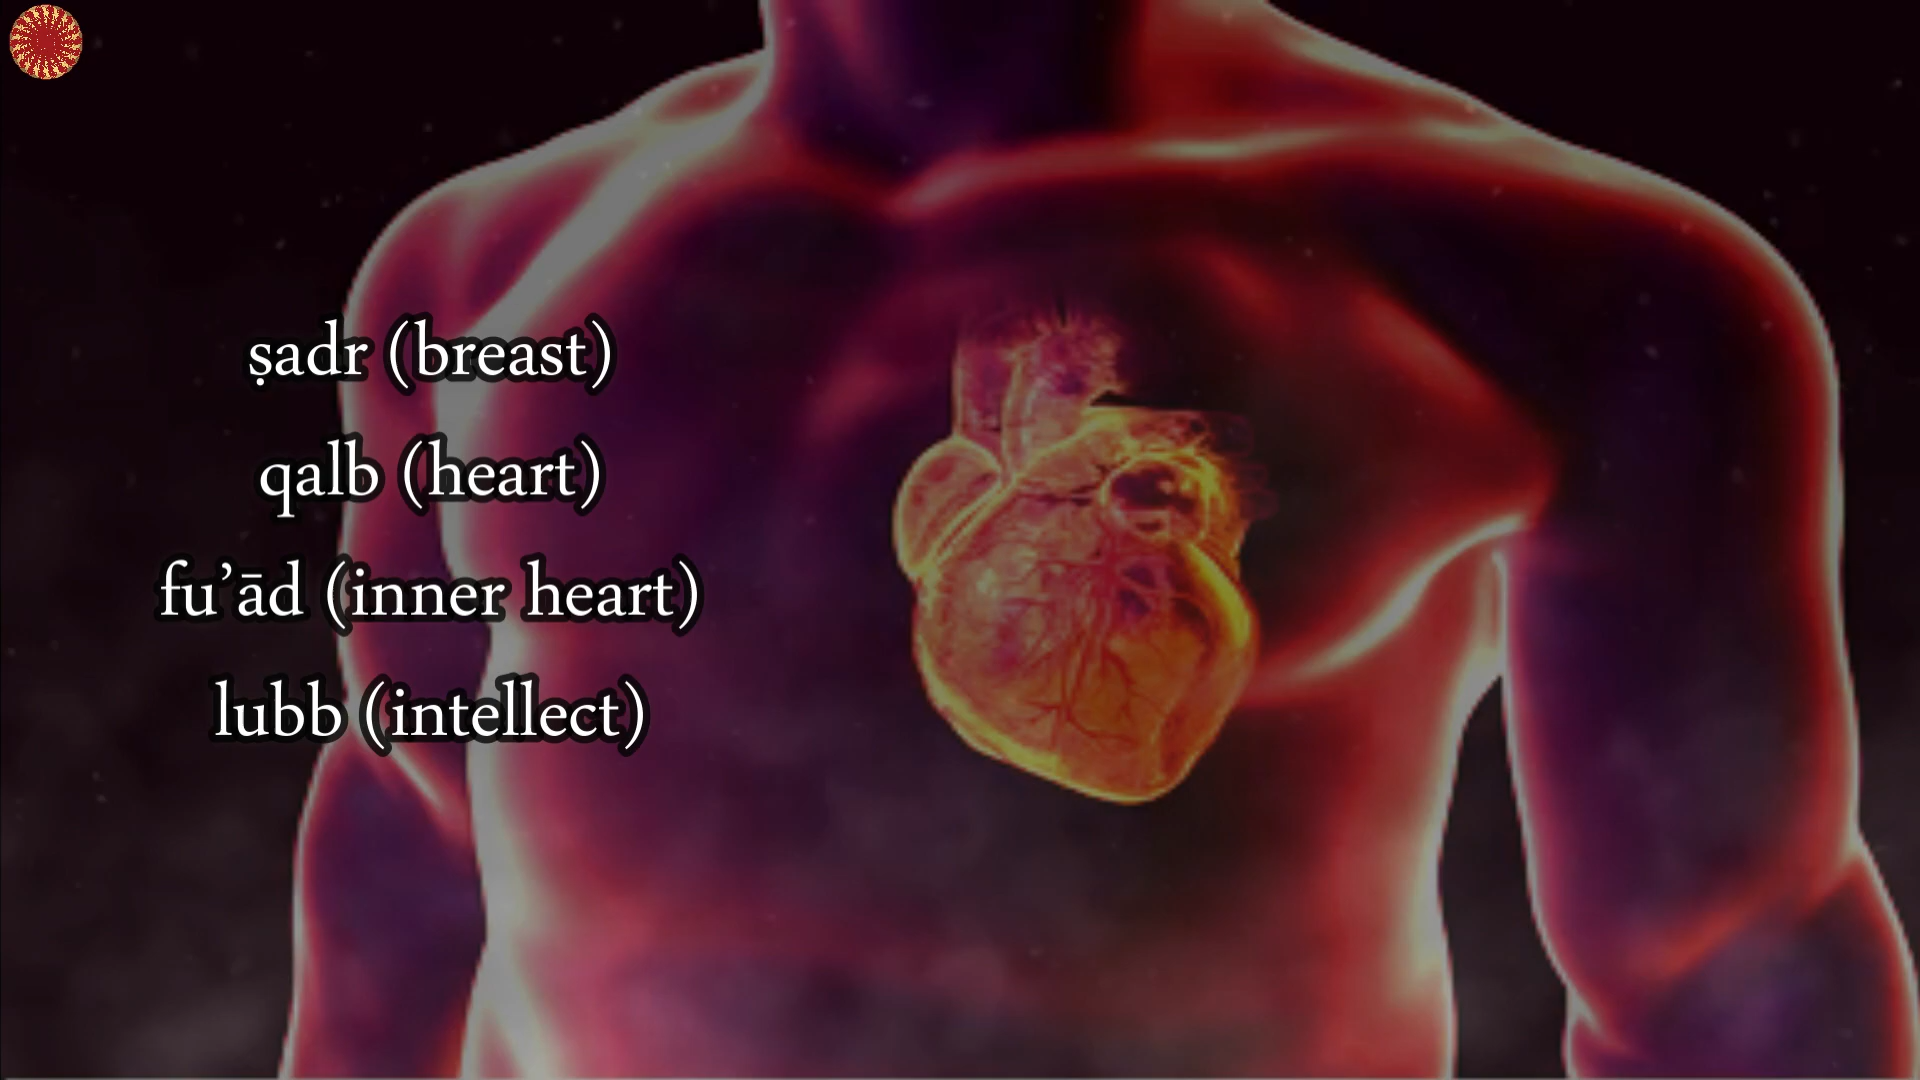 ṣadr (breast)
qalb (heart)
fu’ād (inner heart)
lubb (intellect)